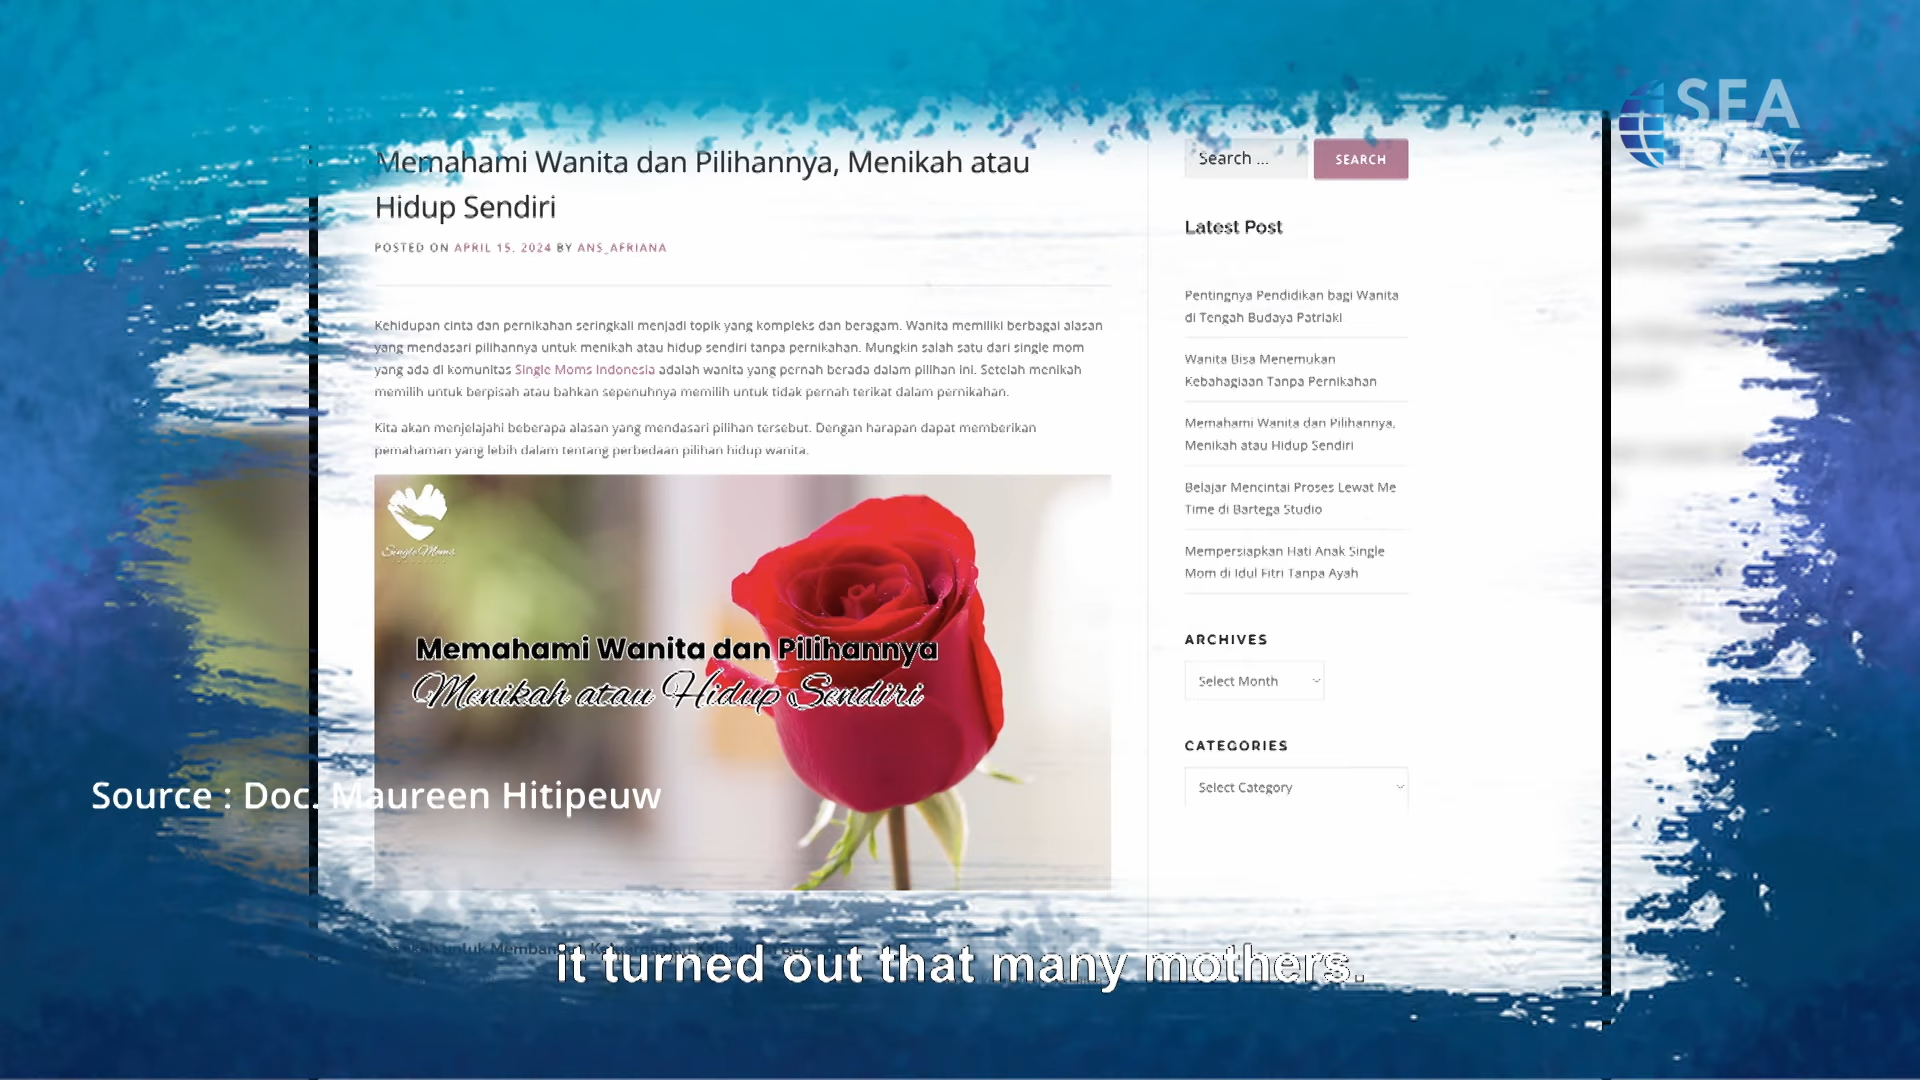 SEA
TODAY
Memahami Wanita dan Pilihannya, Menikah atau
Hidup Sendiri
POSTED ON APRIL 15, 2024 BY ANS_AFRIANA
Kehidupan cinta dan pernikahan seringkali menjadi topik yang kompleks dan beragam. Wanita memiliki berbagai alasan
yang mendasari pilihannya untuk menikah atau hidup sendiri tanpa pernikahan. Mungkin salah satu dari single mom
yang ada di komunitas Single Moms Indonesia adalah wanita yang pernah berada dalam pilihan ini. Setelah menikah
memilih untuk berpisah atau bahkan sepenuhnya memilih untuk tidak pernah terikat dalam pernikahan.
Kita akan menjelajahi beberapa alasan yang mendasari pilihan tersebut. Dengan harapan dapat memberikan
pemahaman yang lebih dalam tentang perbedaan pilihan hidup wanita.
Single Moms
Memahami Wanita dan Pilihannya
Menikah atau Hidup Sendiri
Search ...
SEARCH
Latest Post
Pentingnya Pendidikan bagi Wanita
di Tengah Budaya Patriaki
Wanita Bisa Menemukan
Kebahagiaan Tanpa Pernikahan
Memahami Wanita dan Pilihannya,
Menikah atau Hidup Sendiri
Belajar Mencintai Proses Lewat Me
Time di Bartega Studio
Mempersiapkan Hati Anak Single
Mom di Idul Fitri Tanpa Ayah
ARCHIVES
Select Month
CATEGORIES
Select Category
Source : Doc. Maureen Hitipeuw
it turned out that many mothers.